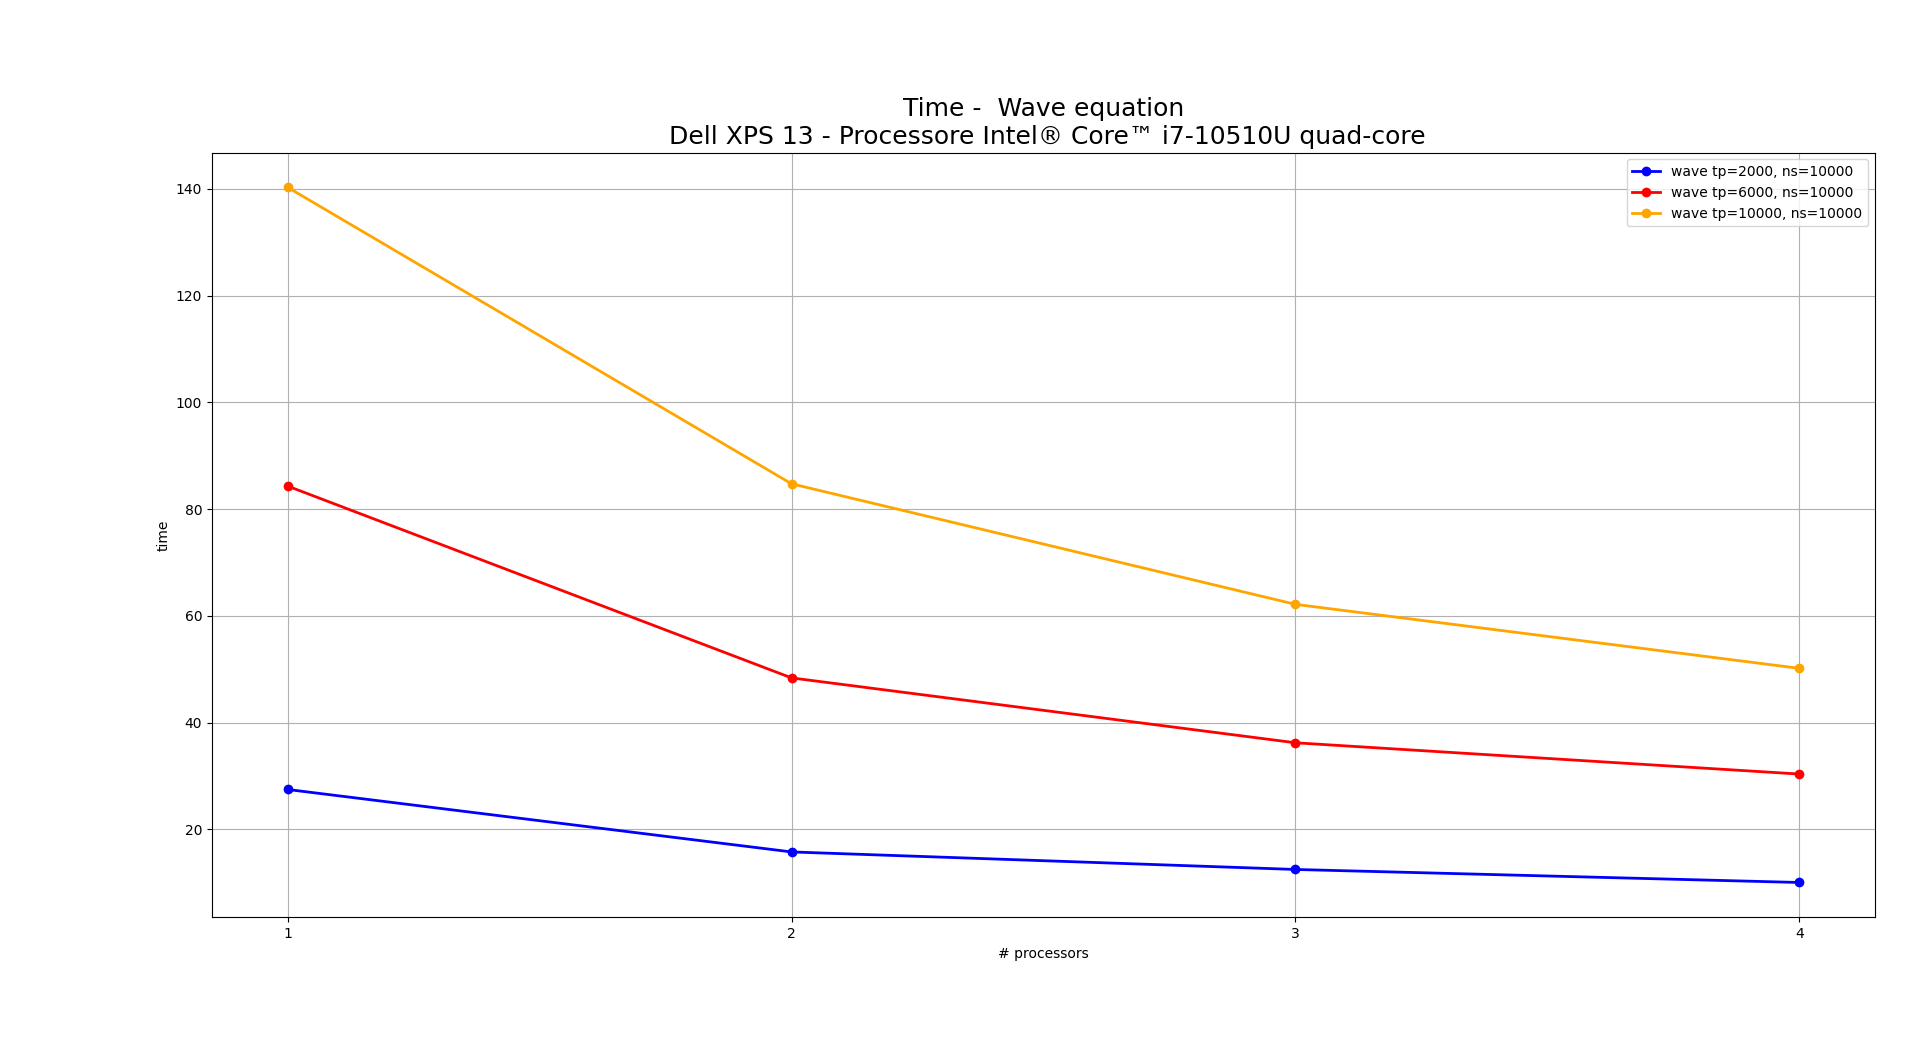 Time -  Wave equation
Dell XPS 13 - Processore Intel® Core™ i7-10510U quad-core
wave tp=2000, ns=10000
wave tp=6000, ns=10000
wave tp=10000, ns=10000
140
120
100
80
60
40
20
time
1 2 3 4
# processors